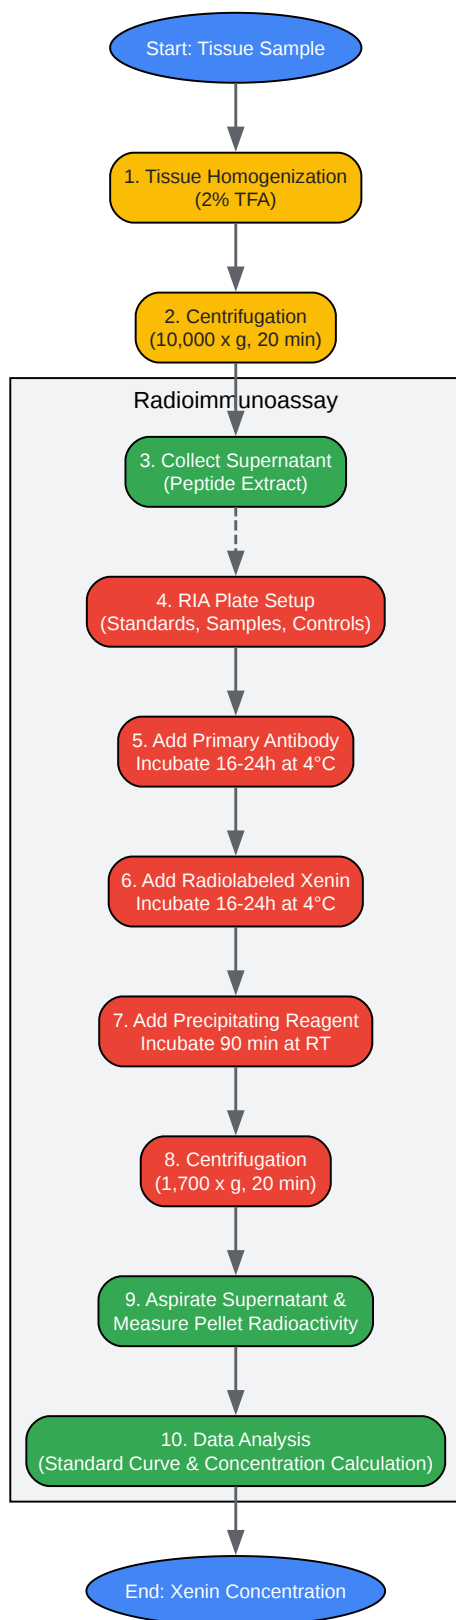 Start: Tissue Sample
1. Tissue Homogenization
(2% TFA)
2. Centrifugation
(10,000 x g, 20 min)
Radioimmunoassay
3. Collect Supernatant
(Peptide Extract)
4. RIA Plate Setup
(Standards, Samples, Controls)
5. Add Primary Antibody
Incubate 16-24h at 4°C
6. Add Radiolabeled Xenin
Incubate 16-24h at 4°C
7. Add Precipitating Reagent
Incubate 90 min at RT
8. Centrifugation
(1,700 x g, 20 min)
9. Aspirate Supernatant &
Measure Pellet Radioactivity
10. Data Analysis
(Standard Curve & Concentration Calculation)
End: Xenin Concentration